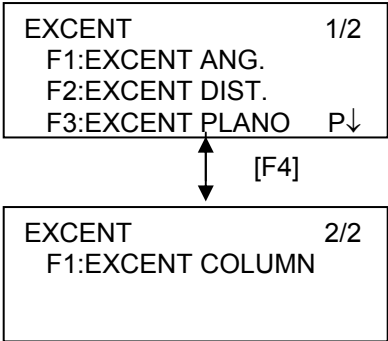 EXCENT 1/2
F1:EXCENT ANG.
F2:EXCENT DIST.
F3:EXCENT PLANO P↓
[F4]
EXCENT 2/2
F1:EXCENT COLUMN